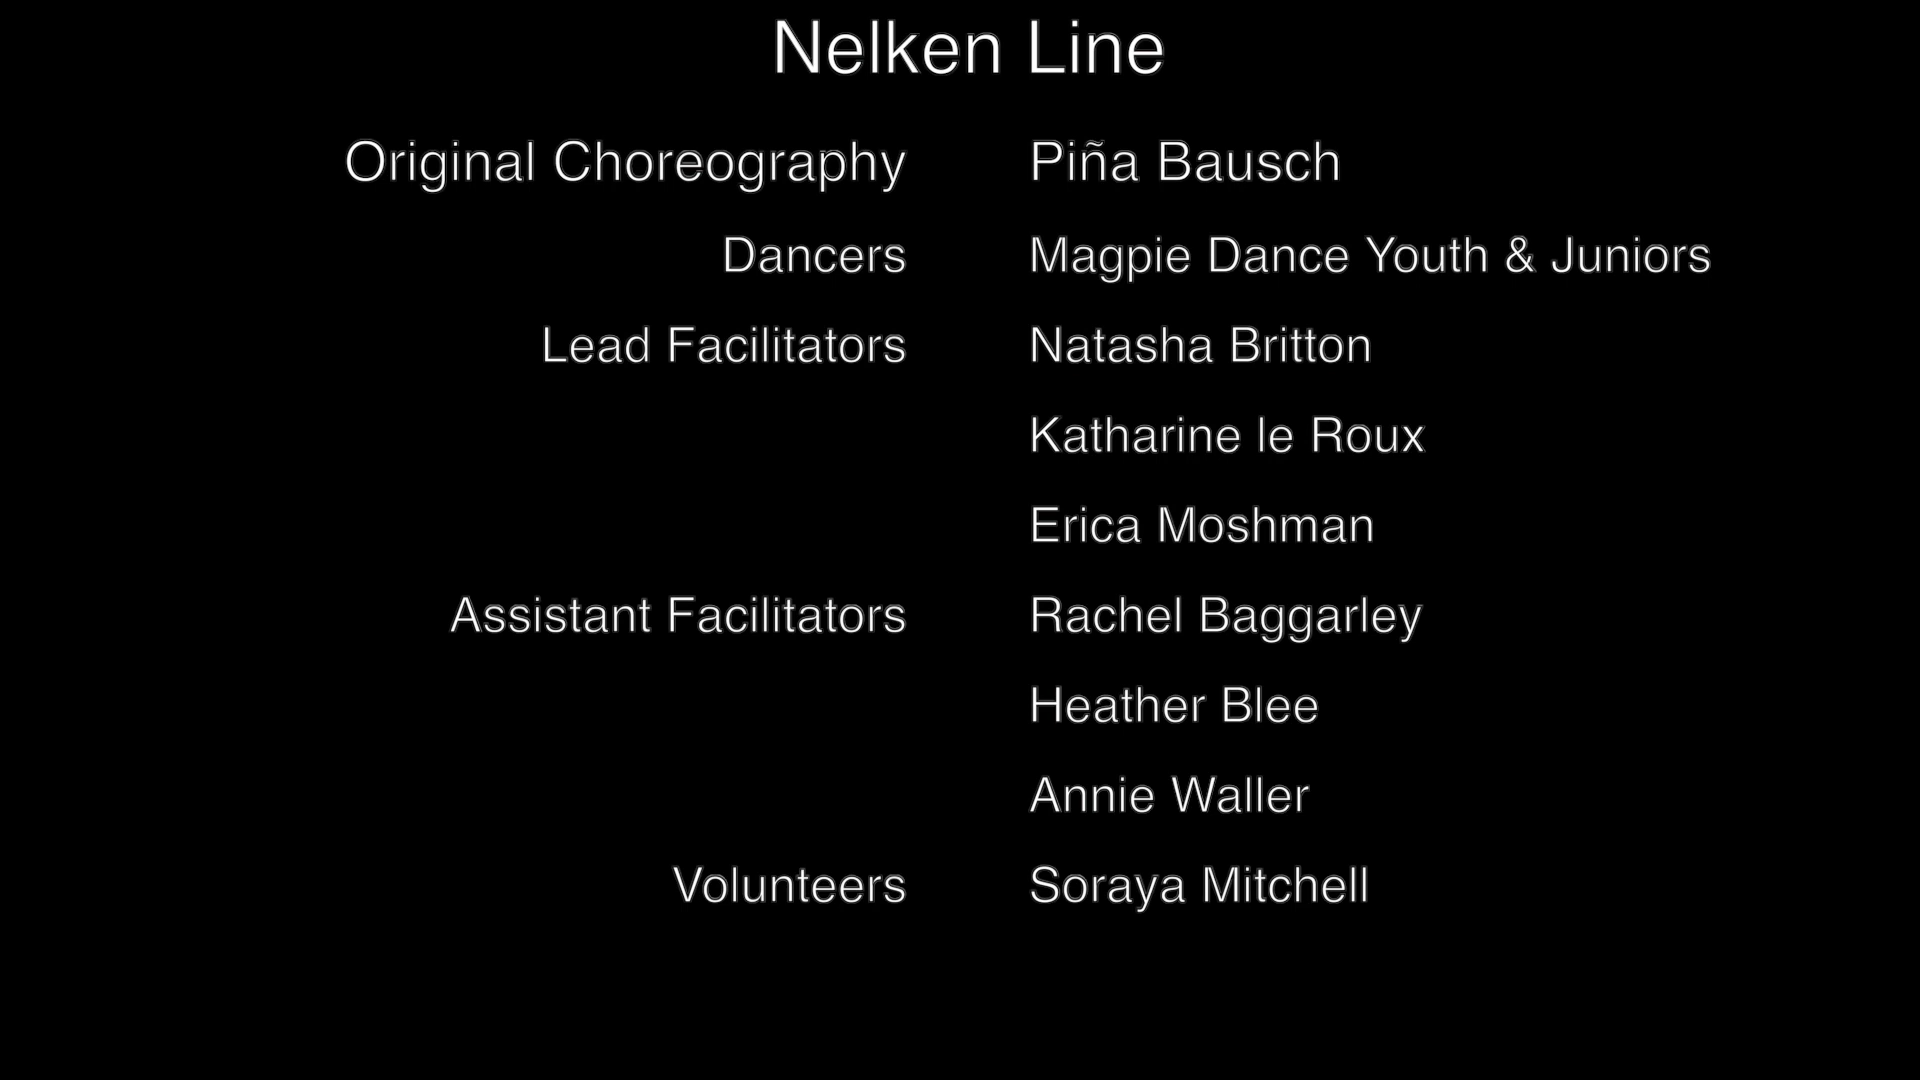 Nelken Line
Original Choreography Piña Bausch
Dancers Magpie Dance Youth & Juniors
Lead Facilitators Natasha Britton
Katharine le Roux
Erica Moshman
Assistant Facilitators Rachel Baggarley
Heather Blee
Annie Waller
Volunteers Soraya Mitchell